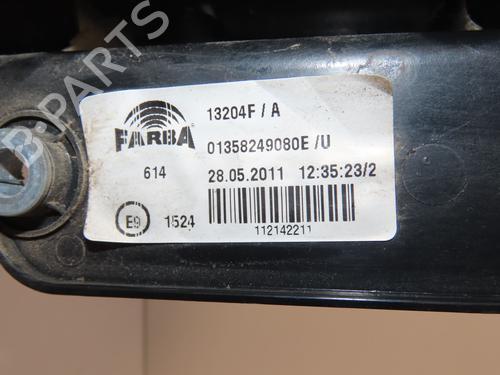 B-PARTS
FARBA
13204F / A
01358249080E /U
614
28.05.2011 12:35:23/2
E9 1524
112142211